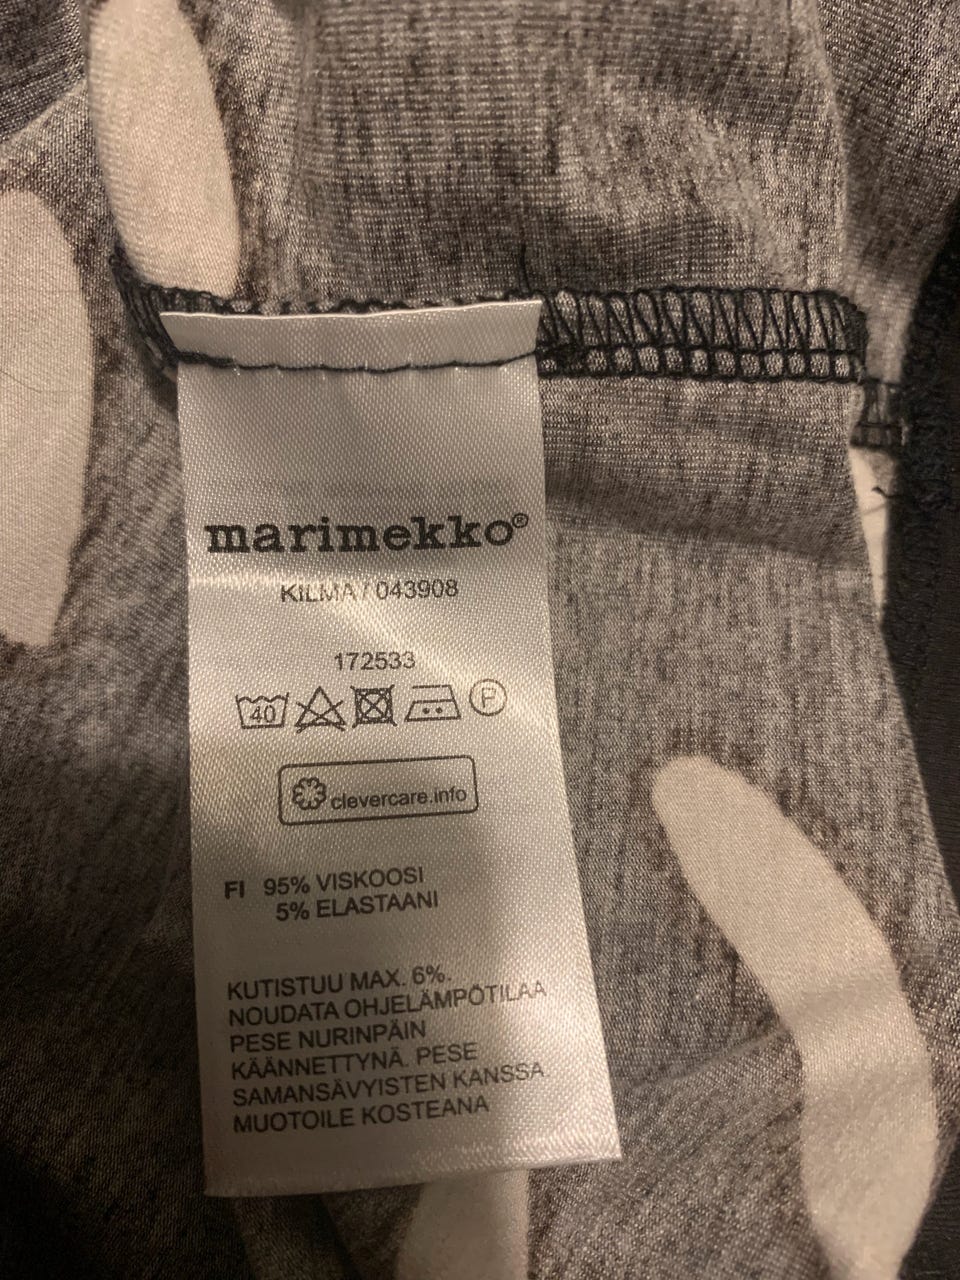 marimekko®
KILMA / 043908
172533
40 P
clevercare.info
FI 95% VISKOOSI
5% ELASTAANI
KUTISTUU MAX. 6%.
NOUDATA OHJELÄMPÖTILAA
PESE NURINPÄIN
KÄÄNNETTYNÄ. PESE
SAMANSÄVYISTEN KANSSA
MUOTOILE KOSTEANA